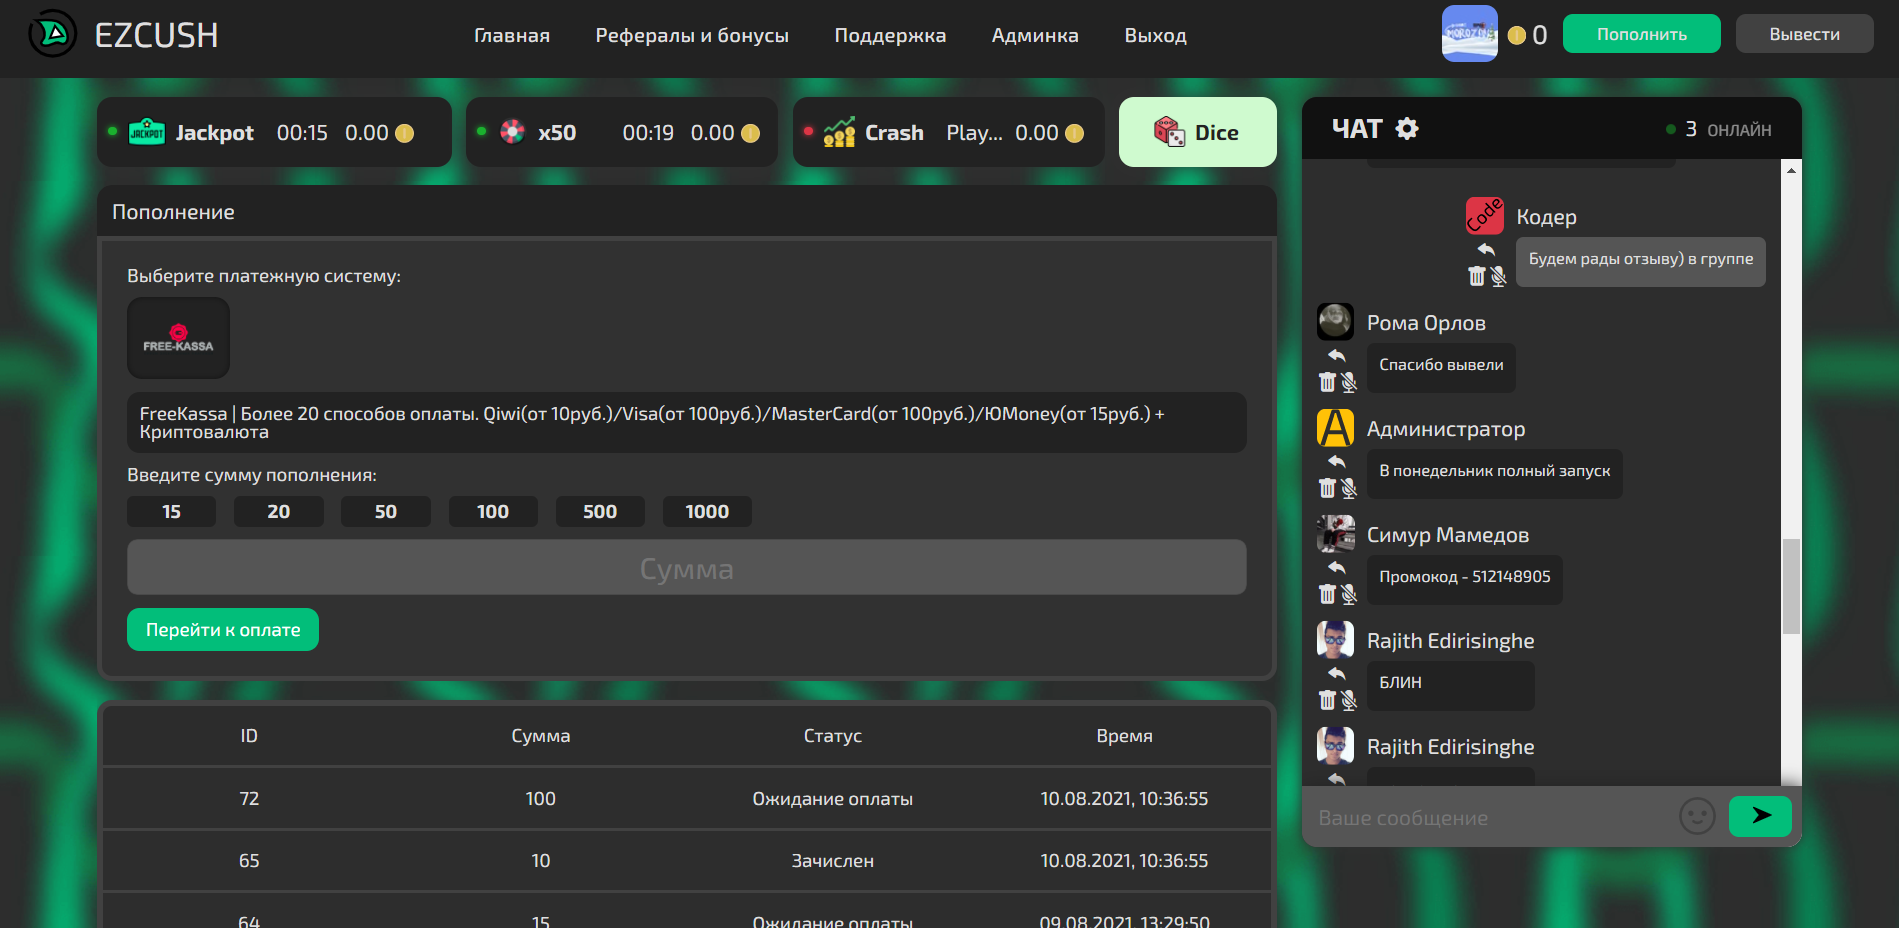 EZCUSH
Главная
Рефералы и бонусы
Поддержка
Админка
Выход
MOROZOV
0
Пополнить
Вывести
JACKPOT
Jackpot 00:15 0.00
x50 00:19 0.00
Crash Play... 0.00
Dice
Пополнение
Выберите платежную систему:
FREE-KASSA
FreeKassa | Более 20 способов оплаты. Qiwi(от 10руб.)/Visa(от 100руб.)/MasterCard(от 100руб.)/ЮMoney(от 15руб.) +
Криптовалюта
Введите сумму пополнения:
15 20 50 100 500 1000
Сумма
Перейти к оплате
ID Сумма Статус Время
72 100 Ожидание оплаты 10.08.2021, 10:36:55
65 10 Зачислен 10.08.2021, 10:36:55
64 15 Ожидание оплаты 09.08.2021, 13:29:50
ЧАТ
3 ОНЛАЙН
Code
Кодер
Будем рады отзыву) в группе
Рома Орлов
Спасибо вывели
А
Администратор
В понедельник полный запуск
Симур Мамедов
Промокод - 512148905
Rajith Edirisinghe
БЛИН
Rajith Edirisinghe
Ваше сообщение